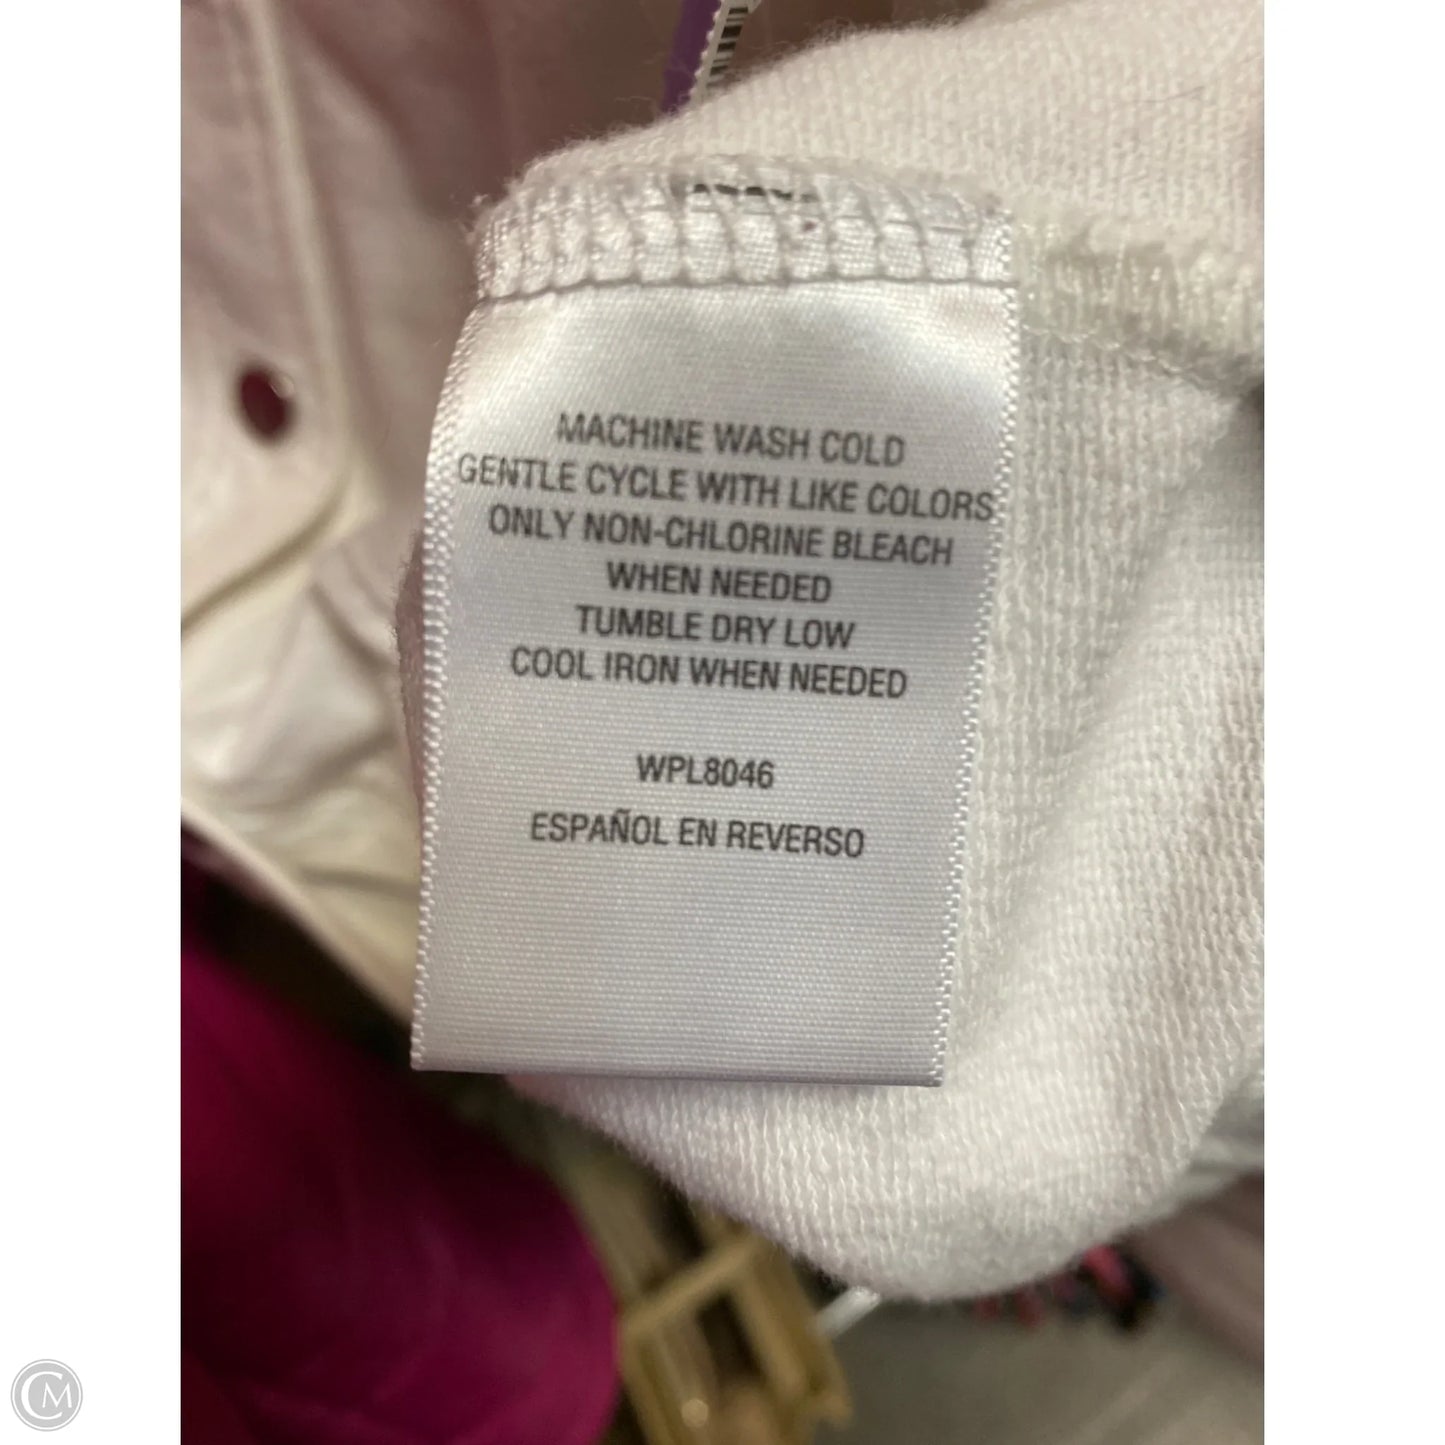 MACHINE WASH COLD
GENTLE CYCLE WITH LIKE COLORS
ONLY NON-CHLORINE BLEACH
WHEN NEEDED
TUMBLE DRY LOW
COOL IRON WHEN NEEDED
WPL8046
ESPAÑOL EN REVERSO
CM